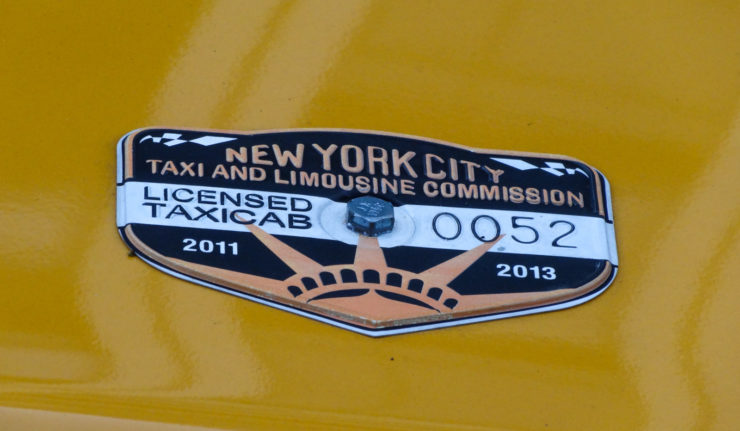 NEW YORK CITY
TAXI AND LIMOUSINE COMMISSION
LICENSED
TAXICAB
0052
2011
2013